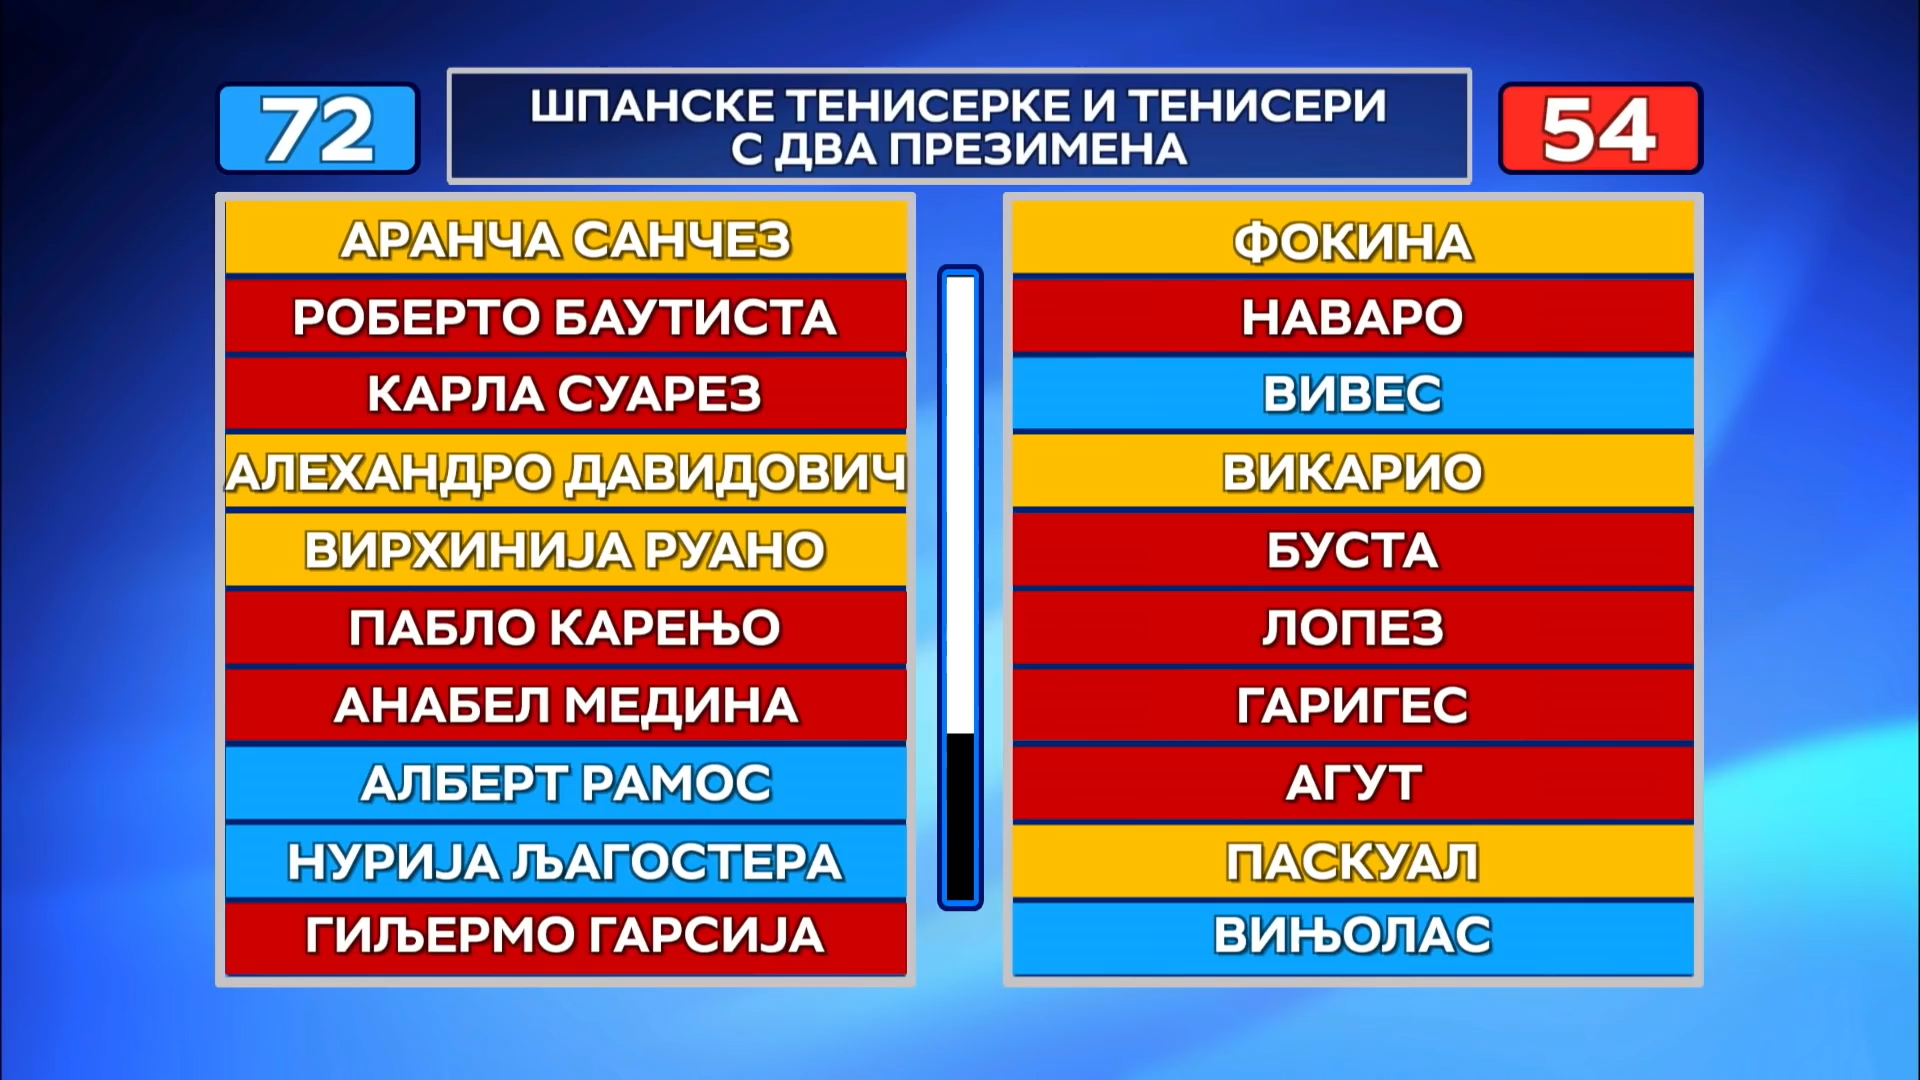 72
ШПАНСКЕ ТЕНИСЕРКЕ И ТЕНИСЕРИ
С ДВА ПРЕЗИМЕНА
54
АРАНЧА САНЧЕЗ
РОБЕРТО БАУТИСТА
КАРЛА СУАРЕЗ
АЛЕХАНДРО ДАВИДОВИЧ
ВИРХИНИЈА РУАНО
ПАБЛО КАРЕЊО
АНАБЕЛ МЕДИНА
АЛБЕРТ РАМОС
НУРИЈА ЉАГОСТЕРА
ГИЉЕРМО ГАРСИЈА
ФОКИНА
НАВАРО
ВИВЕС
ВИКАРИО
БУСТА
ЛОПЕЗ
ГАРИГЕС
АГУТ
ПАСКУАЛ
ВИЊОЛАС